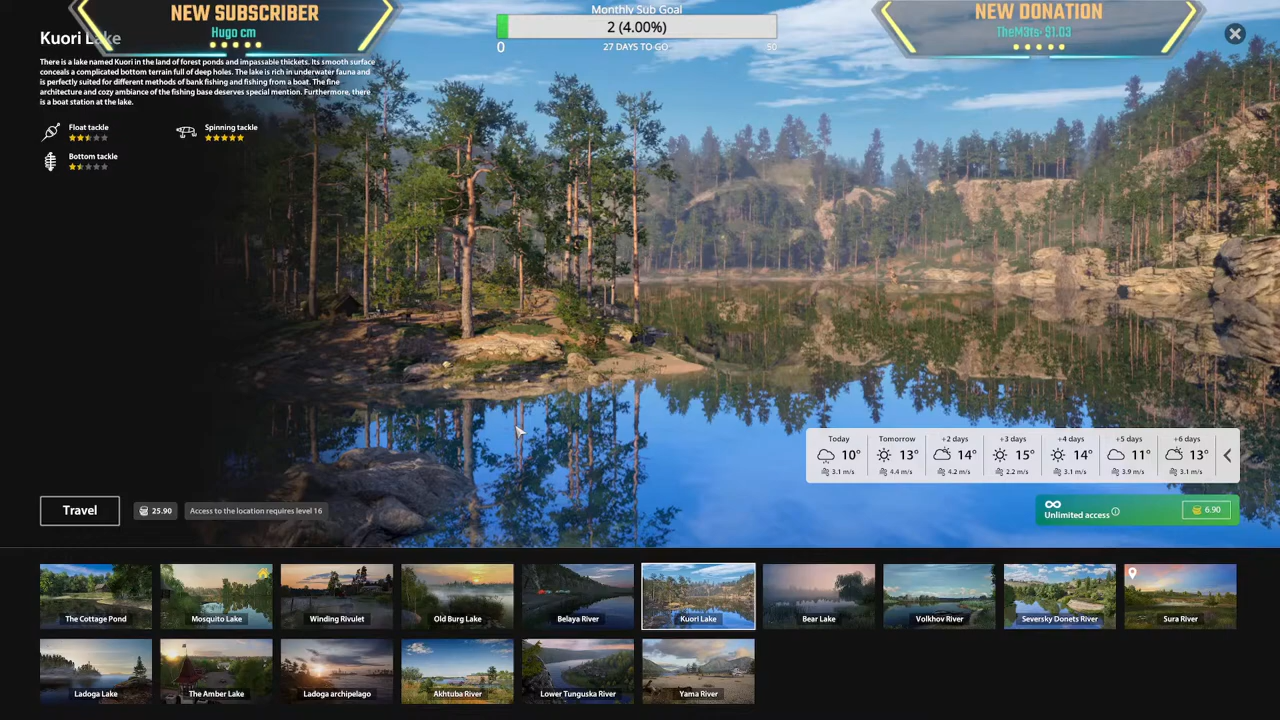 NEW SUBSCRIBER
Hugo cm
Monthly Sub Goal
2 (4.00%)
0
27 DAYS TO GO
50
NEW DONATION
TheM3ts- $1.03
Kuori Lake
There is a lake named Kuori in the land of forest ponds and impassable thickets. Its smooth surface
conceals a complicated bottom terrain full of deep holes. The lake is rich in underwater fauna and
is perfectly suited for different methods of bank fishing and fishing from a boat. The fine
architecture and cozy ambiance of the fishing base deserves special mention. Furthermore, there
is a boat station at the lake.
Float tackle
Spinning tackle
Bottom tackle
Today
Tomorrow
+2 days
+3 days
+4 days
+5 days
+6 days
10°
13°
14°
15°
14°
11°
13°
3.1 m/s
4.4 m/s
4.2 m/s
2.2 m/s
3.1 m/s
3.9 m/s
3.1 m/s
Travel
25.90
Access to the location requires level 16
Unlimited access
6.90
The Cottage Pond
Mosquito Lake
Winding Rivulet
Old Burg Lake
Belaya River
Kuori Lake
Bear Lake
Volkhov River
Seversky Donets River
Sura River
Ladoga Lake
The Amber Lake
Ladoga archipelago
Akhtuba River
Lower Tunguska River
Yama River